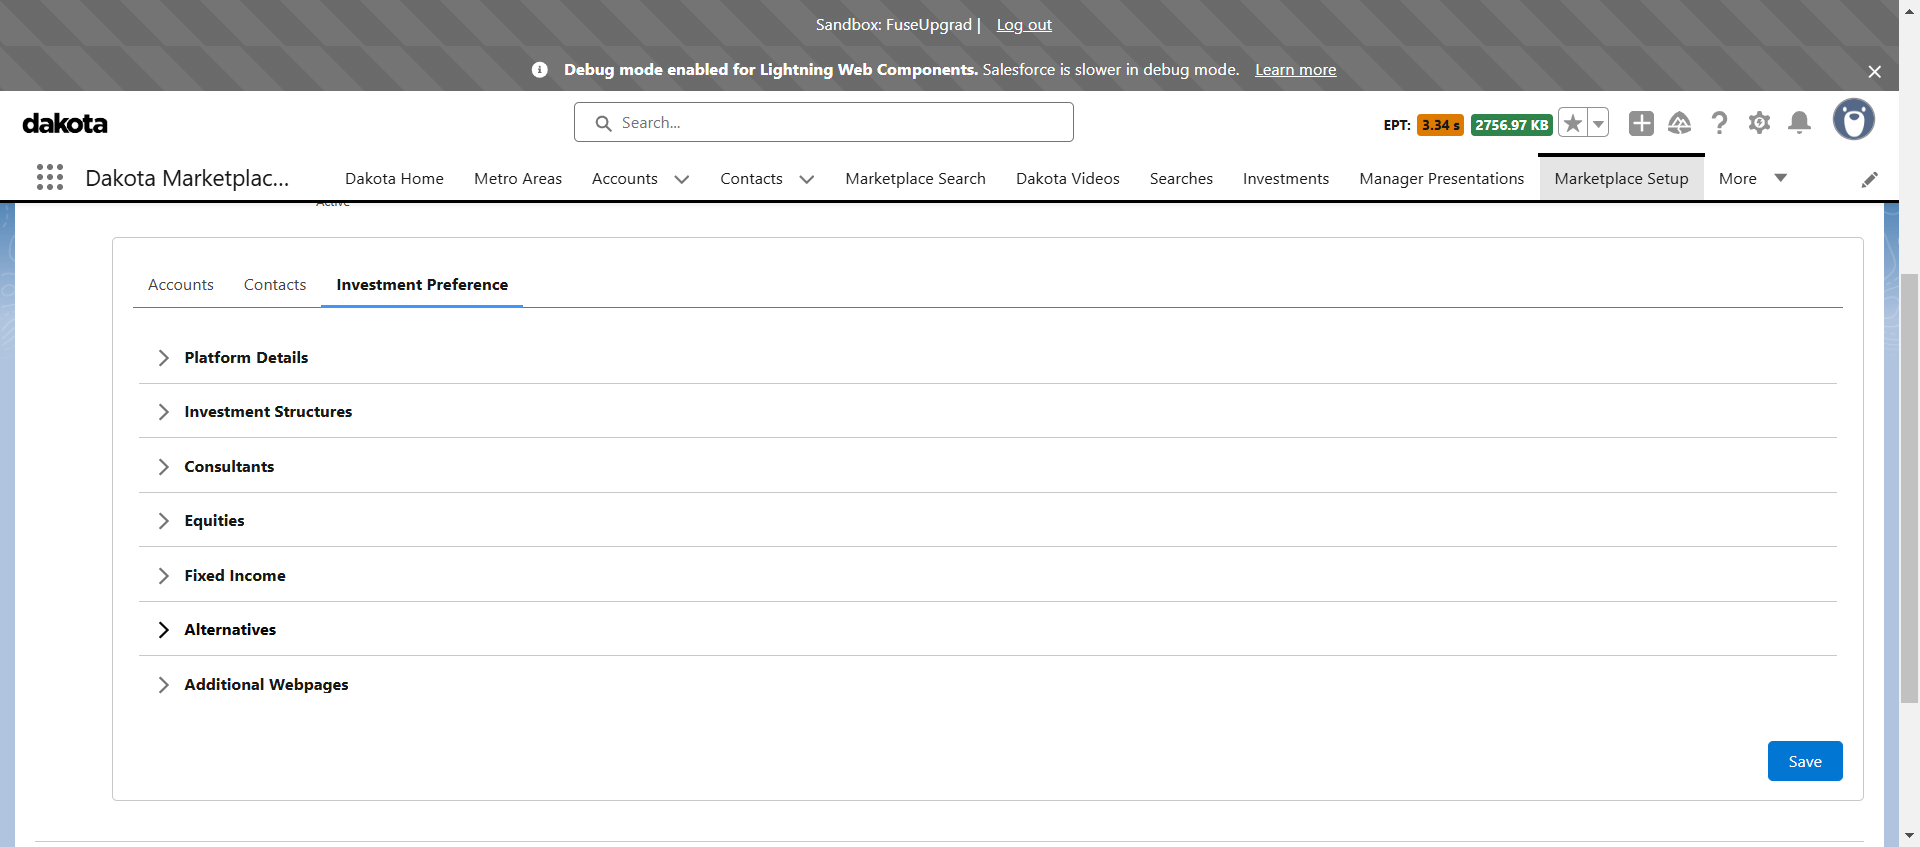 Sandbox: FuseUpgrad | Log out
Debug mode enabled for Lightning Web Components. Salesforce is slower in debug mode. Learn more
dakota
Search...
EPT: 3.34 s 2756.97 KB
Dakota Marketplac...
Dakota Home Metro Areas Accounts Contacts Marketplace Search Dakota Videos Searches Investments Manager Presentations Marketplace Setup More
Active
Accounts Contacts Investment Preference
Platform Details
Investment Structures
Consultants
Equities
Fixed Income
Alternatives
Additional Webpages
Save